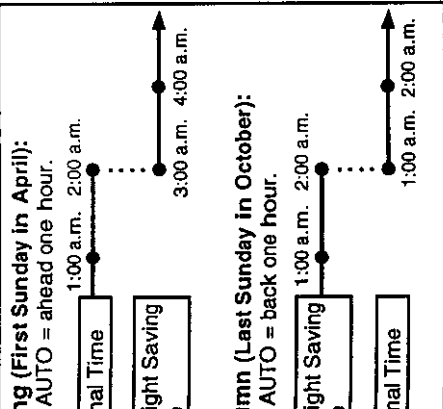 ng (First Sunday in April):
AUTO = ahead one hour.
1:00 a.m. 2:00 a.m.
nal Time
ight Saving
3:00 a.m. 4:00 a.m.
mn (Last Sunday in October):
AUTO = back one hour.
1:00 a.m. 2:00 a.m.
ight Saving
nal Time
1:00 a.m. 2:00 a.m.